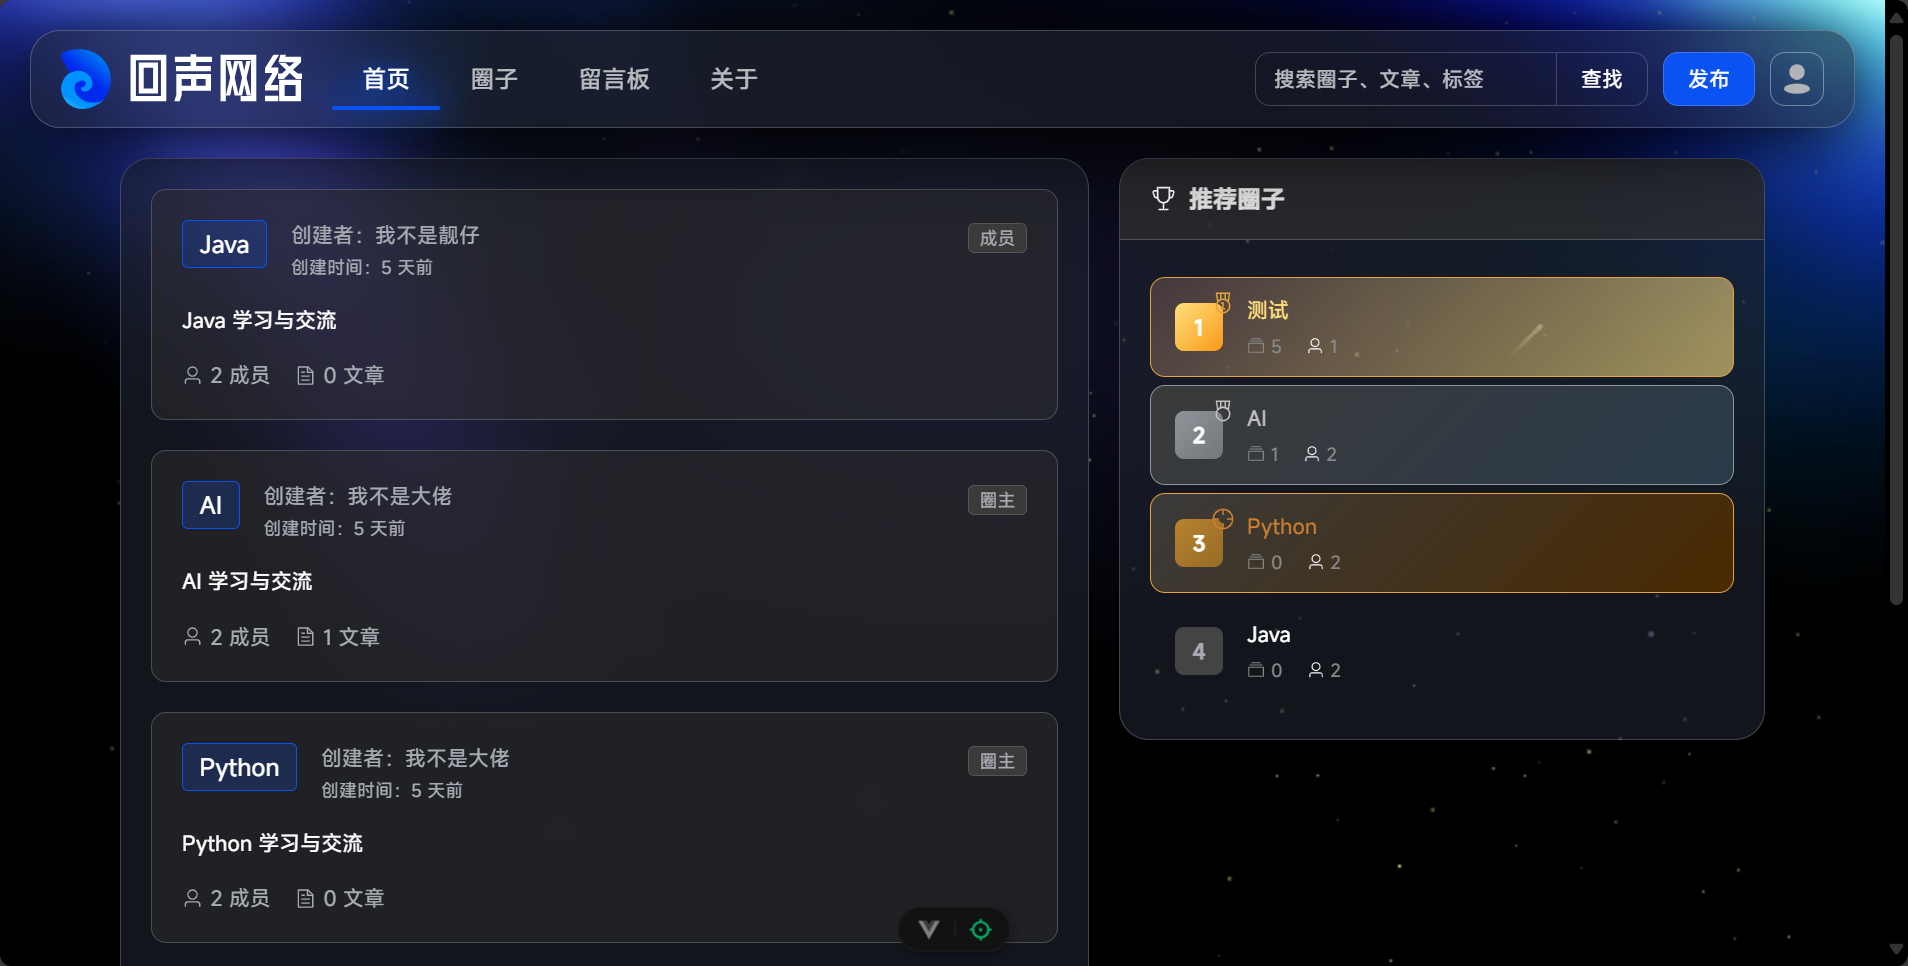 回声网络
首页
圈子
留言板
关于
搜索圈子、文章、标签
查找
发布
Java
创建者：我不是靓仔
创建时间：5 天前
成员
Java 学习与交流
2 成员
0 文章
AI
创建者：我不是大佬
创建时间：5 天前
圈主
AI 学习与交流
2 成员
1 文章
Python
创建者：我不是大佬
创建时间：5 天前
圈主
Python 学习与交流
2 成员
0 文章
推荐圈子
1
测试
5
1
2
AI
1
2
3
Python
0
2
4
Java
0
2